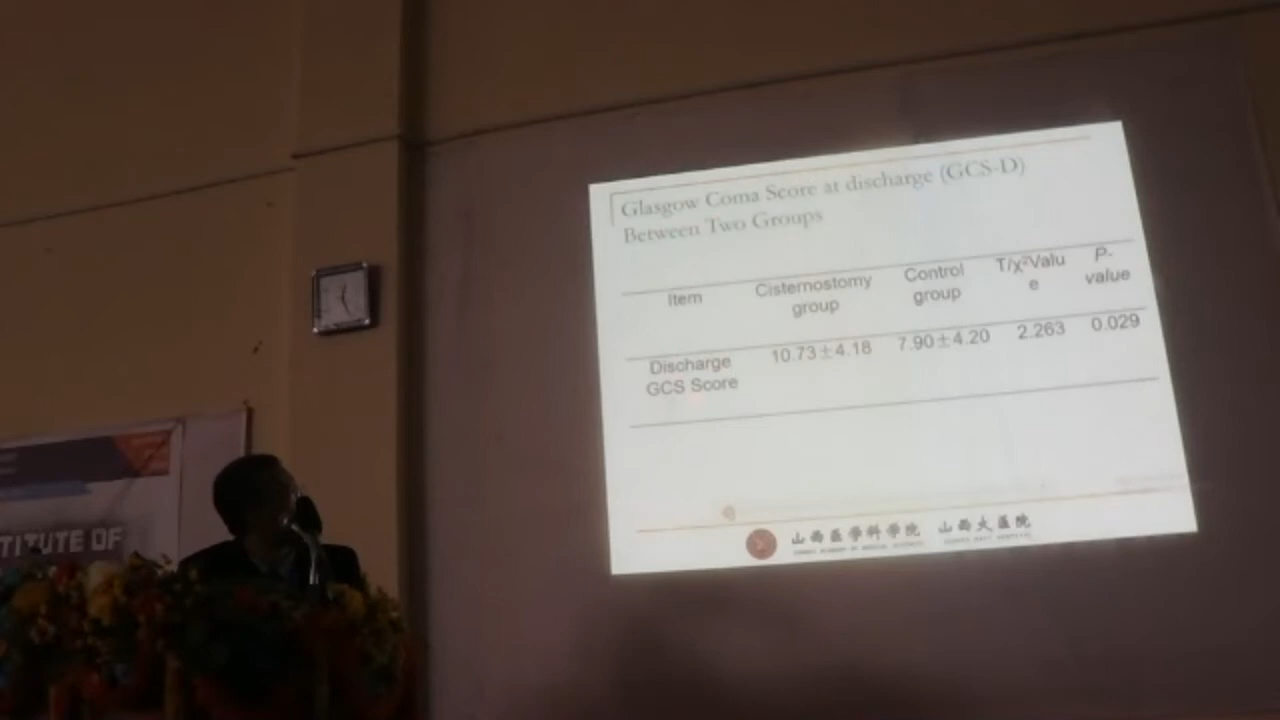 Glasgow Coma Score at discharge (GCS-D)
Between Two Groups
Item Cisternostomy group Control group T/χ²Valu e P-value
Discharge GCS Score 10.73±4.18 7.90±4.20 2.263 0.029
山西医学科学院 山西大医院
TITUTE OF